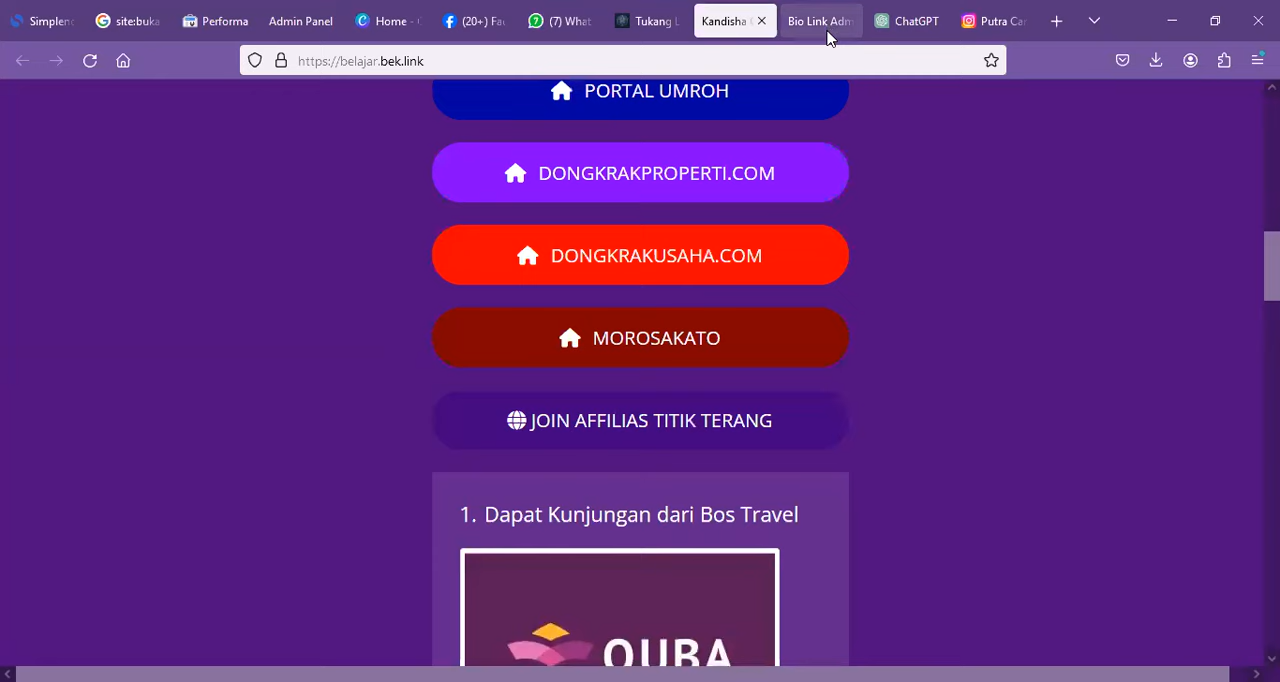 Simplenc
site:buka
Performa
Admin Panel
Home -
(20+) Fa
(7) What
Tukang L
Kandisha
Bio Link Adm
ChatGPT
Putra Car
https://belajar.bek.link
PORTAL UMROH
DONGKRAKPROPERTI.COM
DONGKRAKUSAHA.COM
MOROSAKATO
JOIN AFFILIAS TITIK TERANG
1. Dapat Kunjungan dari Bos Travel
QUBA